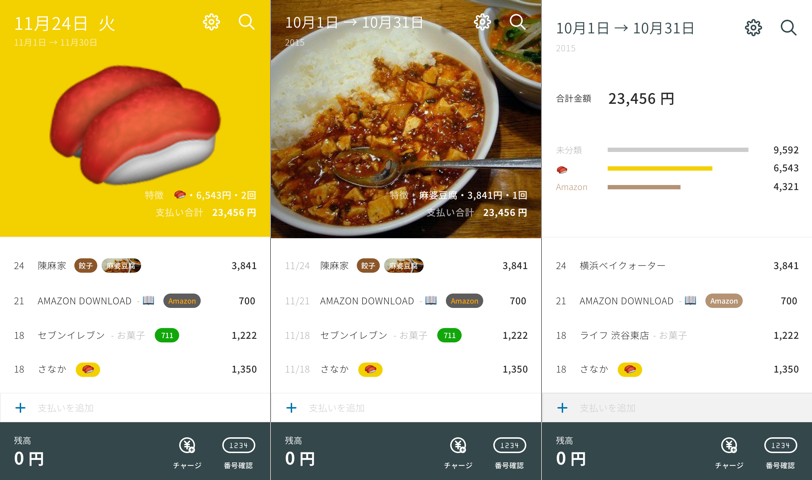 11月24日 火
11月1日 → 11月30日
特徴 ・6,543円・2回
支払い合計 23,456 円
24 陳麻家 餃子 麻婆豆腐 3,841
21 AMAZON DOWNLOAD - Amazon 700
18 セブンイレブン - お菓子 711 1,222
18 さなか 1,350
+ 支払いを追加
残高
0 円
チャージ
1234
番号確認
10月1日 → 10月31日
2015
特徴 ・麻婆豆腐・3,841円・1回
支払い合計 23,456 円
11/24 陳麻家 餃子 麻婆豆腐 3,841
11/21 AMAZON DOWNLOAD - Amazon 700
11/18 セブンイレブン - お菓子 711 1,222
11/18 さなか 1,350
+ 支払いを追加
残高
0 円
チャージ
1234
番号確認
10月1日 → 10月31日
2015
合計金額 23,456 円
未分類 9,592
6,543
Amazon 4,321
24 横浜ベイクォーター 3,841
21 AMAZON DOWNLOAD - Amazon 700
18 ライフ 渋谷東店 - お菓子 1,222
18 さなか 1,350
+ 支払いを追加
残高
0 円
チャージ
1234
番号確認